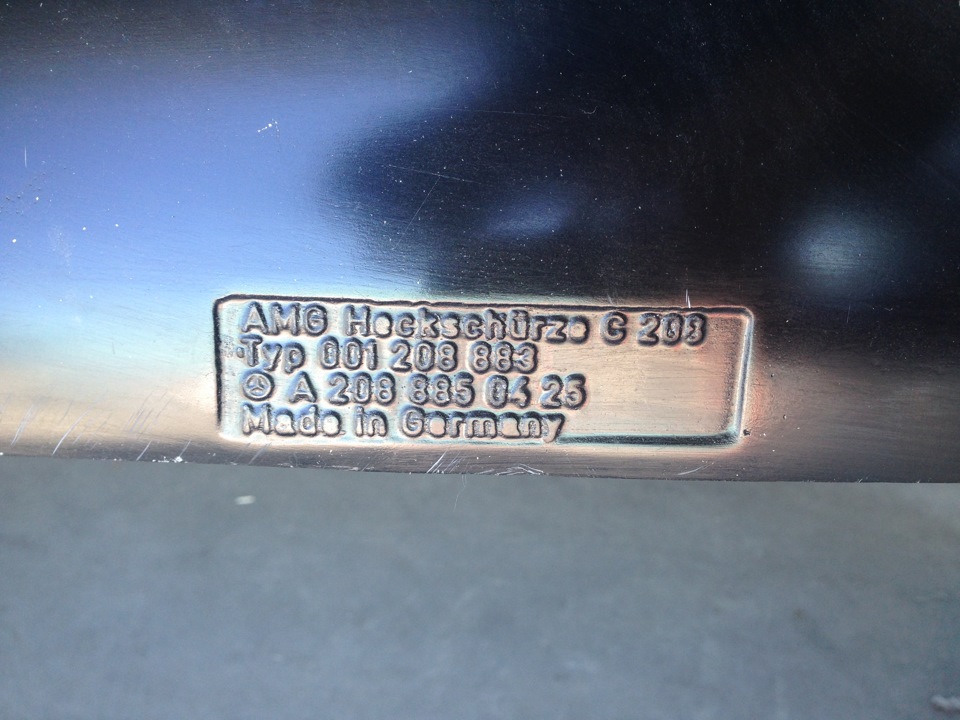 AMG Heckschürze C 208
Typ 001 208 883
A 208 885 04 25
Made in Germany